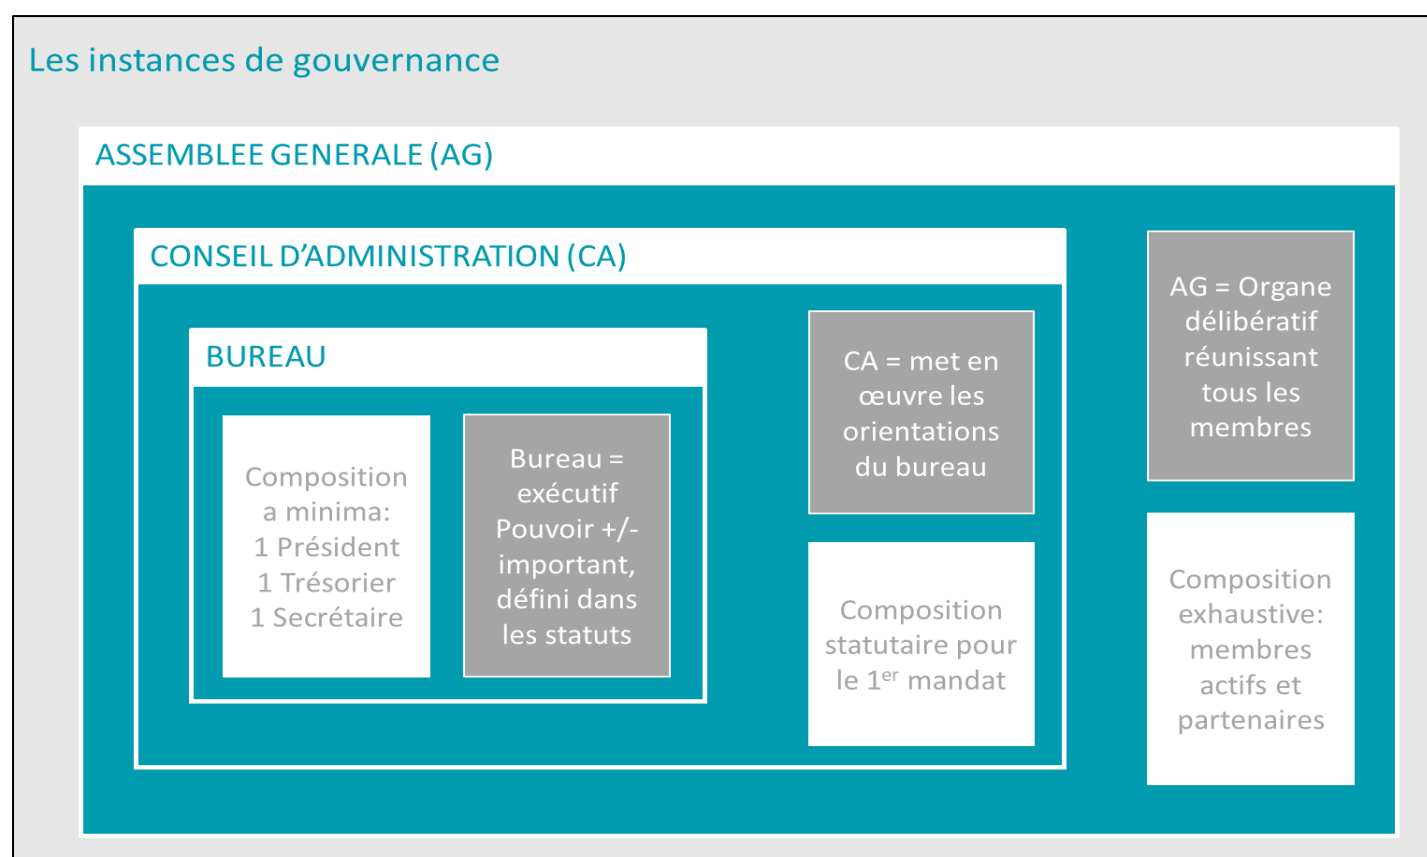 Les instances de gouvernance
ASSEMBLEE GENERALE (AG)
CONSEIL D’ADMINISTRATION (CA)
BUREAU
Composition
a minima:
1 Président
1 Trésorier
1 Secrétaire
Bureau =
exécutif
Pouvoir +/-
important,
défini dans
les statuts
CA = met en
œuvre les
orientations
du bureau
Composition
statutaire pour
le 1er mandat
AG = Organe
délibératif
réunissant
tous les
membres
Composition
exhaustive:
membres
actifs et
partenaires